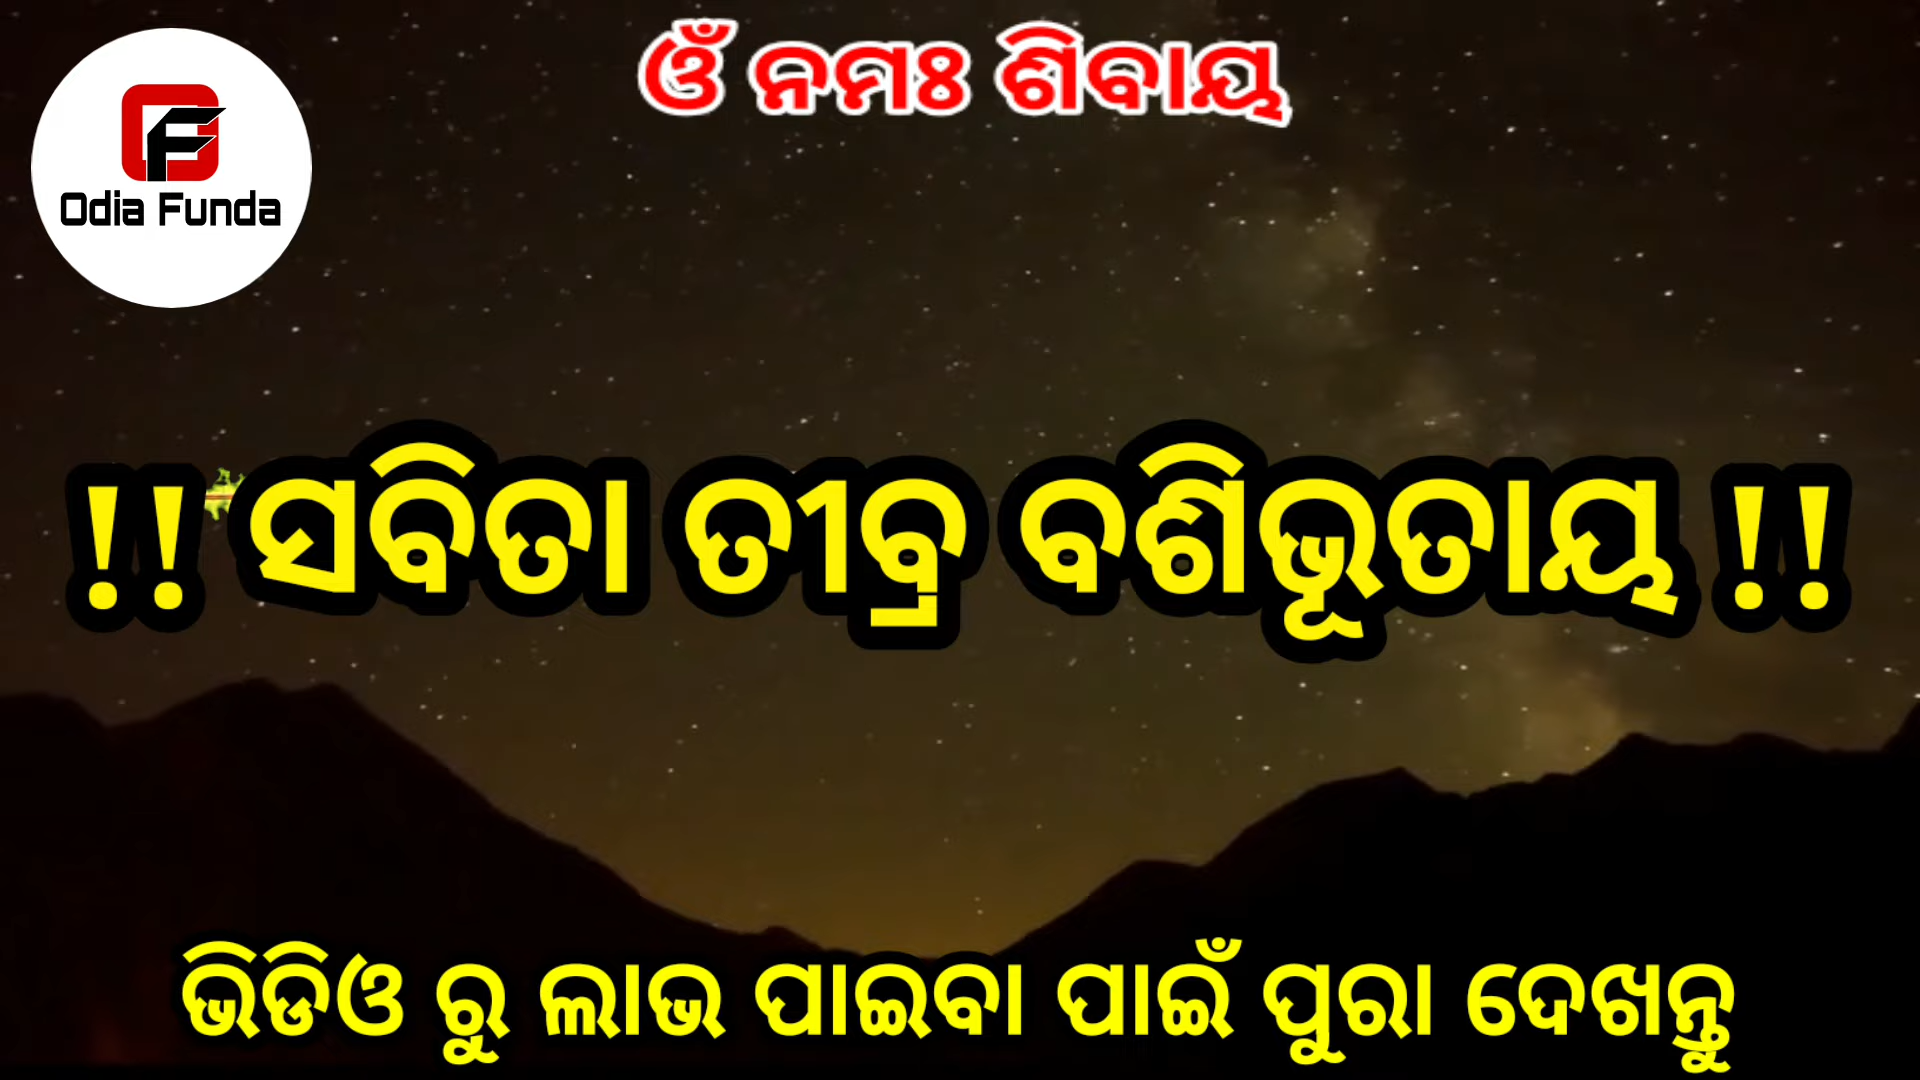 ଓଁ ନମଃ ଶିବାୟ
Odia Funda
!! ସବିତା ତୀବ୍ର ବଶିଭୂତାୟ !!
ଭିଡିଓ ରୁ ଲାଭ ପାଇବା ପାଇଁ ପୁରା ଦେଖନ୍ତୁ